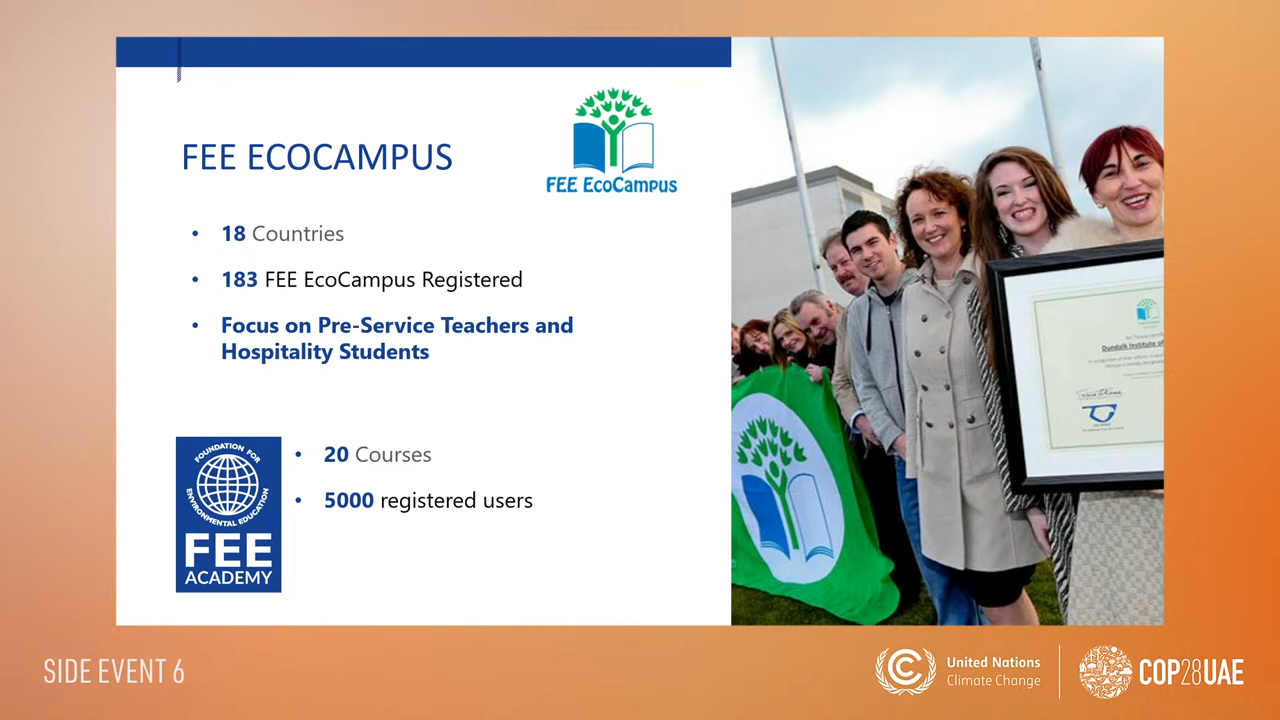 FEE ECOCAMPUS
FEE EcoCampus
• 18 Countries
• 183 FEE EcoCampus Registered
• Focus on Pre-Service Teachers and
Hospitality Students
FOUNDATION FOR
ENVIRONMENTAL EDUCATION
FEE
ACADEMY
• 20 Courses
• 5000 registered users
Dundalk Institute of
SIDE EVENT 6
United Nations
Climate Change
COP28UAE